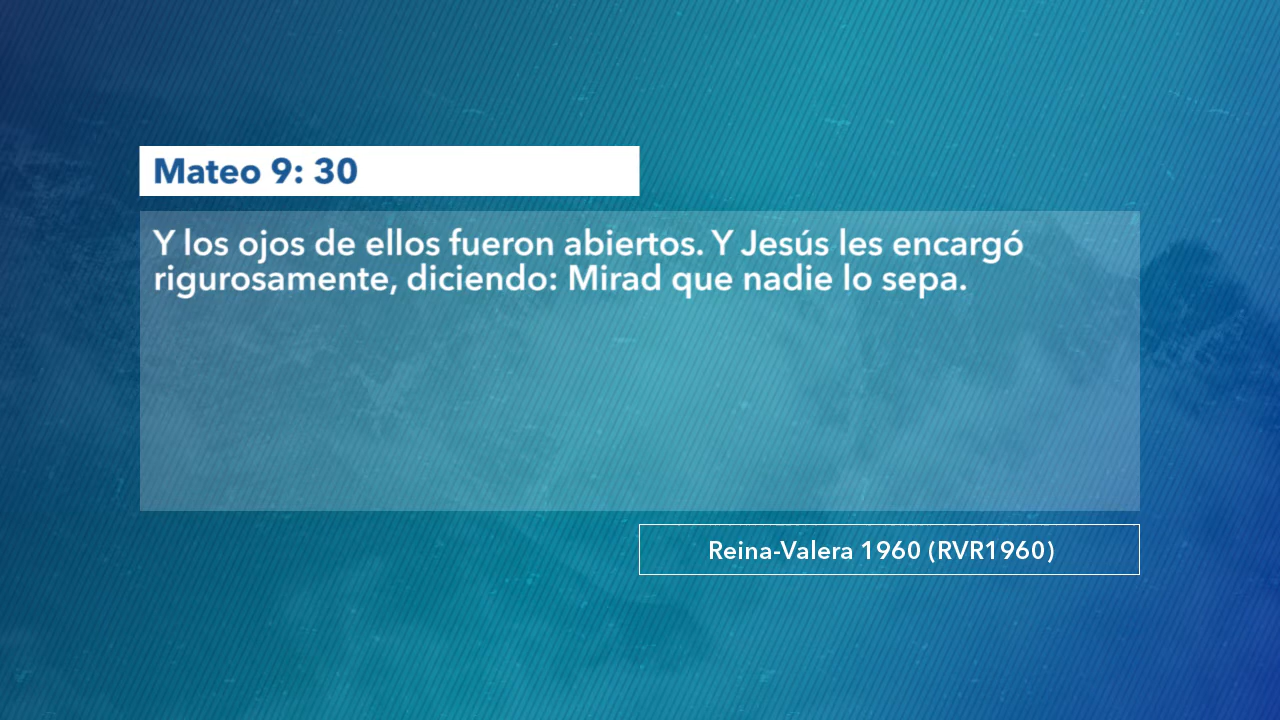 Mateo 9: 30
Y los ojos de ellos fueron abiertos. Y Jesús les encargó
rigurosamente, diciendo: Mirad que nadie lo sepa.
Reina-Valera 1960 (RVR1960)